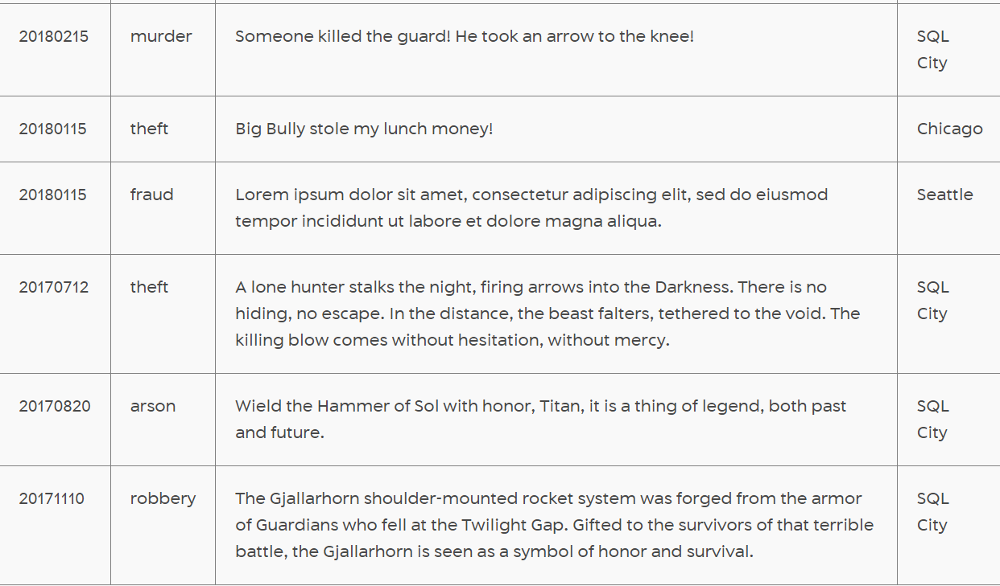 20180215 murder Someone killed the guard! He took an arrow to the knee! SQL
City
20180115 theft Big Bully stole my lunch money! Chicago
20180115 fraud Lorem ipsum dolor sit amet, consectetur adipiscing elit, sed do eiusmod Seattle
tempor incididunt ut labore et dolore magna aliqua.
20170712 theft A lone hunter stalks the night, firing arrows into the Darkness. There is no SQL
hiding, no escape. In the distance, the beast falters, tethered to the void. The City
killing blow comes without hesitation, without mercy.
20170820 arson Wield the Hammer of Sol with honor, Titan, it is a thing of legend, both past SQL
and future. City
20171110 robbery The Gjallarhorn shoulder-mounted rocket system was forged from the armor SQL
of Guardians who fell at the Twilight Gap. Gifted to the survivors of that terrible City
battle, the Gjallarhorn is seen as a symbol of honor and survival.